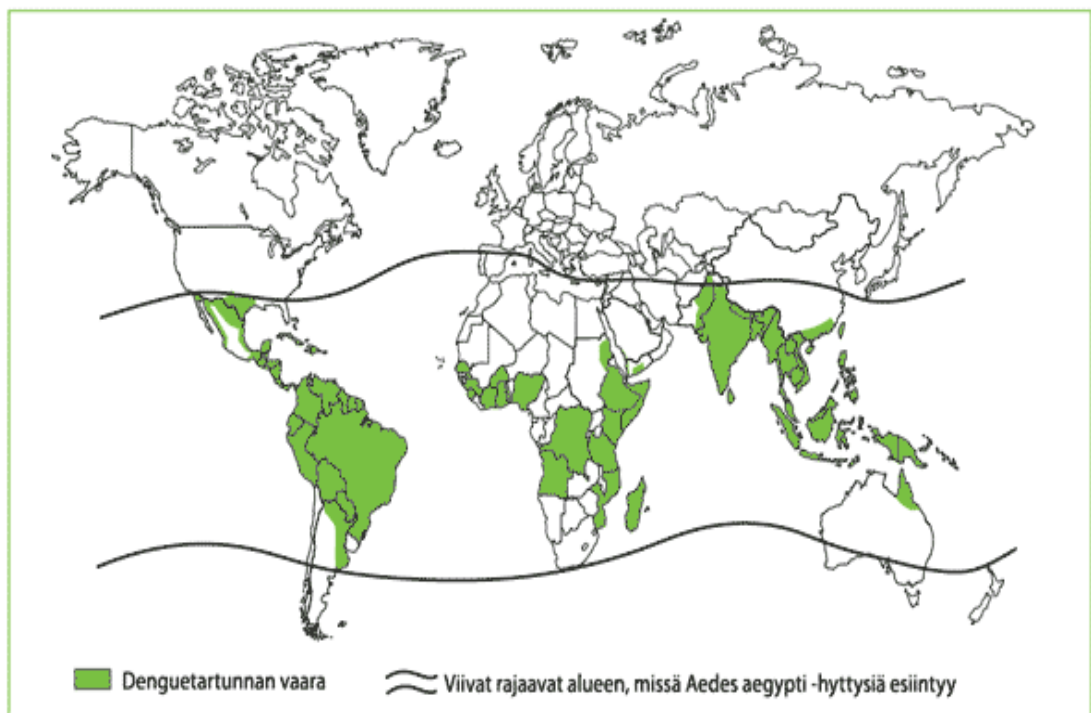 Denguetartunnan vaara
Viivat rajaavat alueen, missä Aedes aegypti -hyttysiä esiintyy